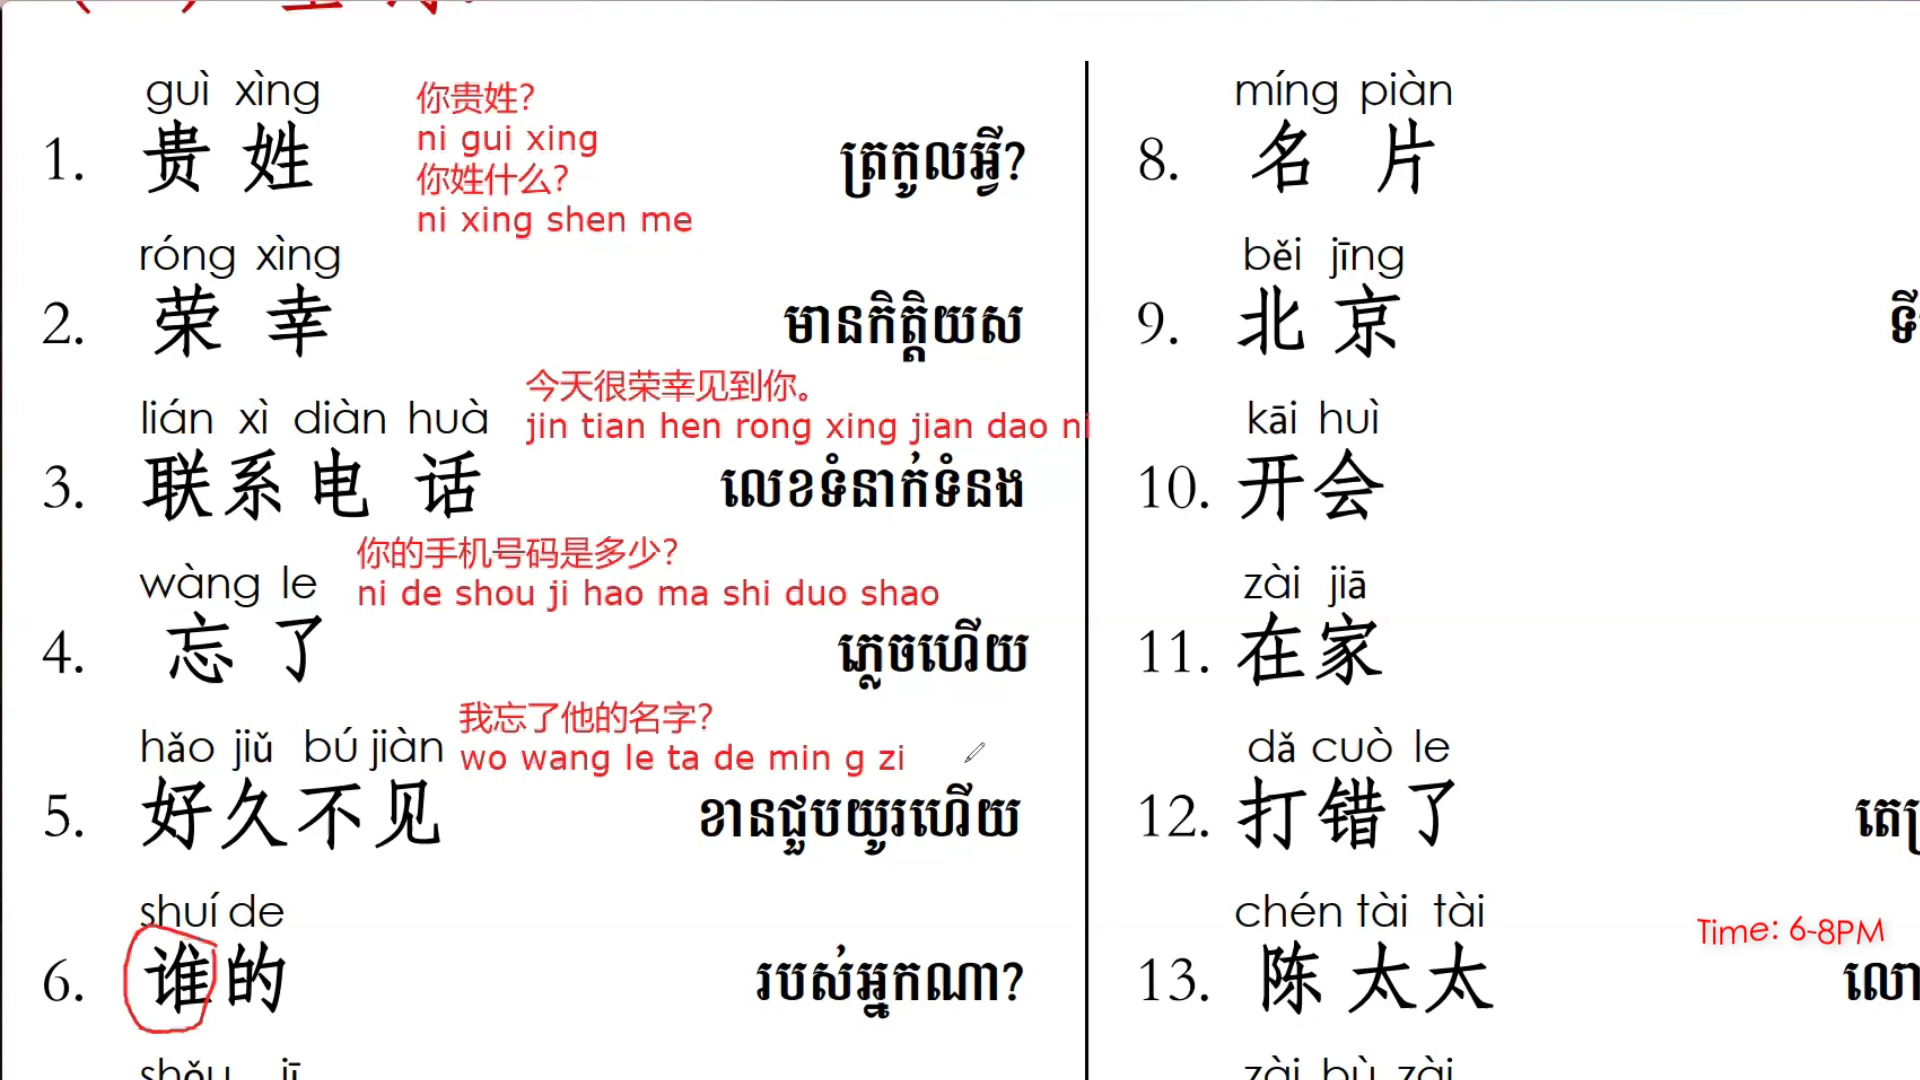 guì xìng
1. 贵 姓
你贵姓?
ni gui xing
你姓什么?
ni xing shen me
ត្រកូលអ្វី?
róng xìng
2. 荣 幸
មានកិត្តិយស
今天很荣幸见到你。
jin tian hen rong xing jian dao ni
lián xì diàn huà
3. 联系电 话
លេខទំនាក់ទំនង
你的手机号码是多少?
ni de shou ji hao ma shi duo shao
wàng le
4. 忘 了
ភ្លេចហើយ
我忘了他的名字?
wo wang le ta de min g zi
hǎo jiǔ bú jiàn
5. 好久不见
ខានជួបយូរហើយ
shuí de
6. 谁的
របស់អ្នកណា?
shǒu jī
míng piàn
8. 名 片
běi jīng
9. 北 京
kāi huì
10. 开会
zài jiā
11. 在家
dǎ cuò le
12. 打错了
chén tài tài
13. 陈 太太
Time: 6-8PM
zài bù zài